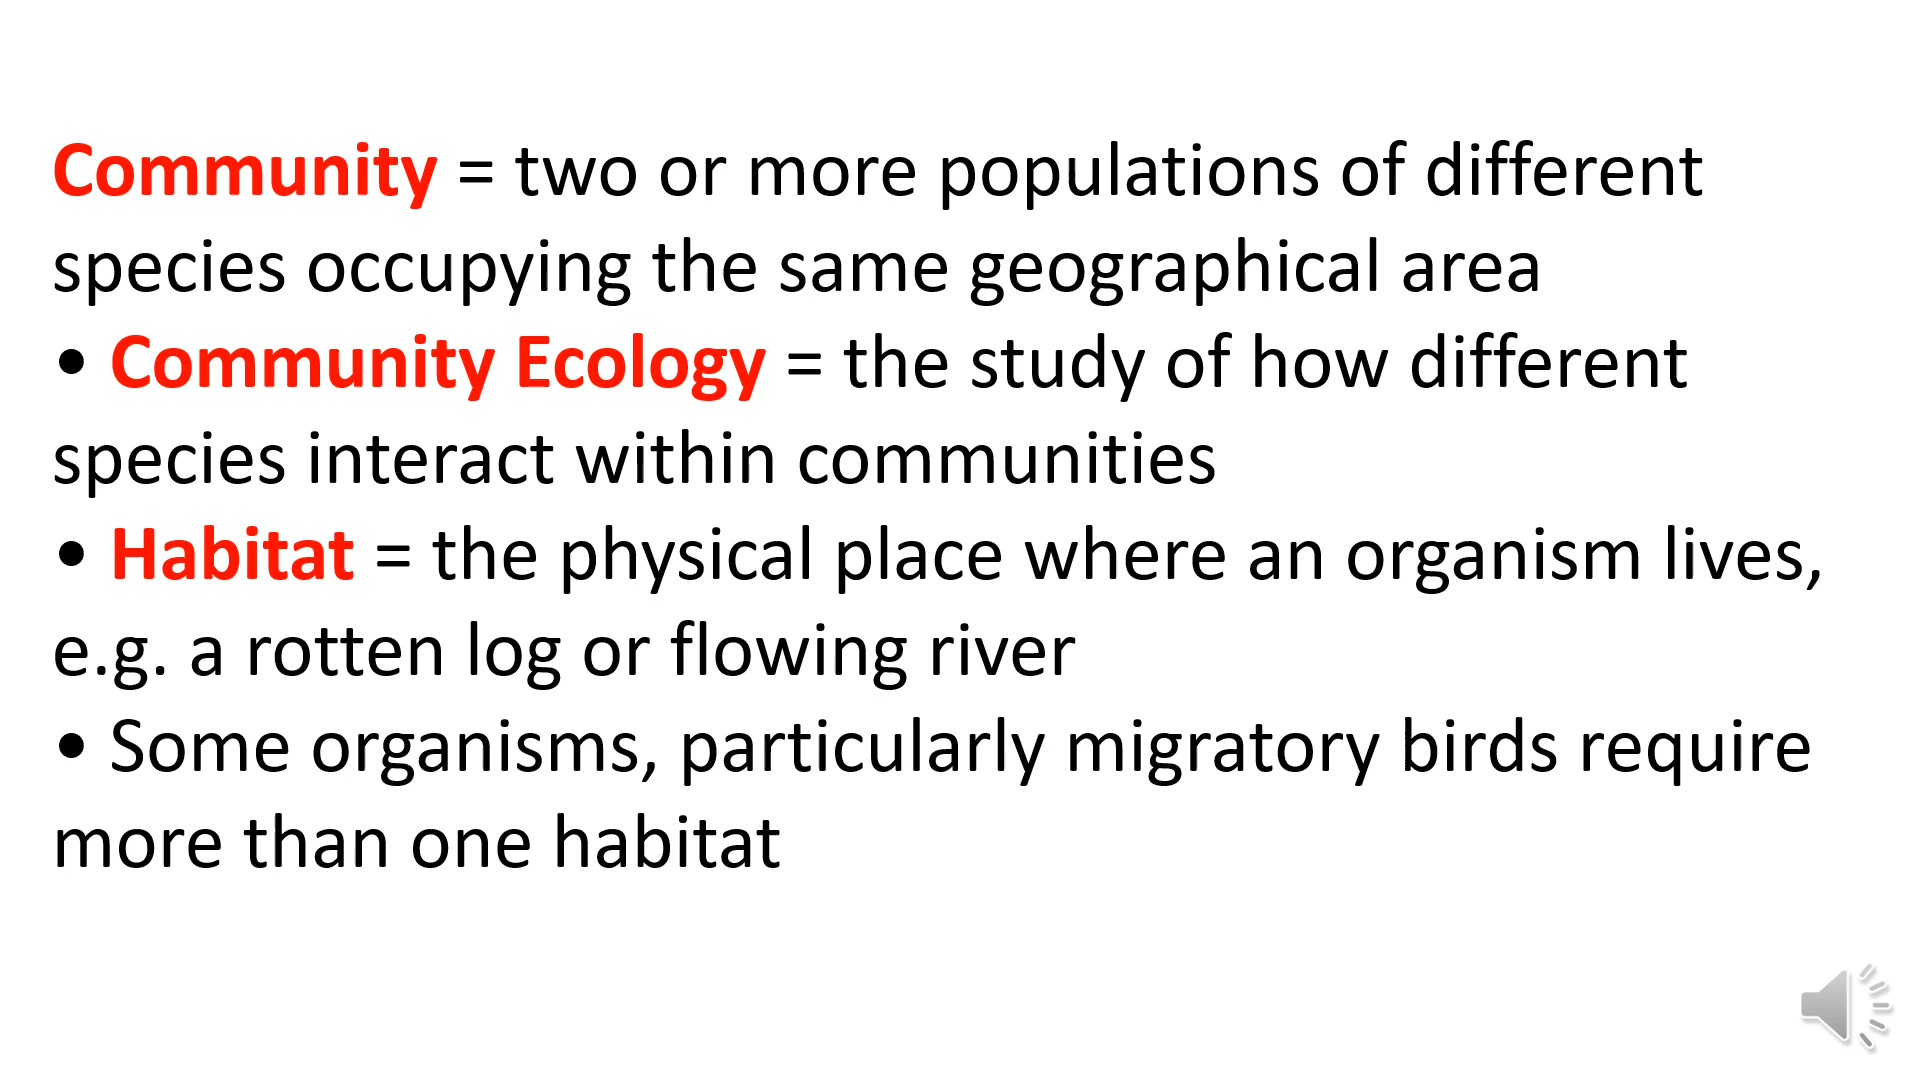 Community = two or more populations of different
species occupying the same geographical area
• Community Ecology = the study of how different
species interact within communities
• Habitat = the physical place where an organism lives,
e.g. a rotten log or flowing river
• Some organisms, particularly migratory birds require
more than one habitat